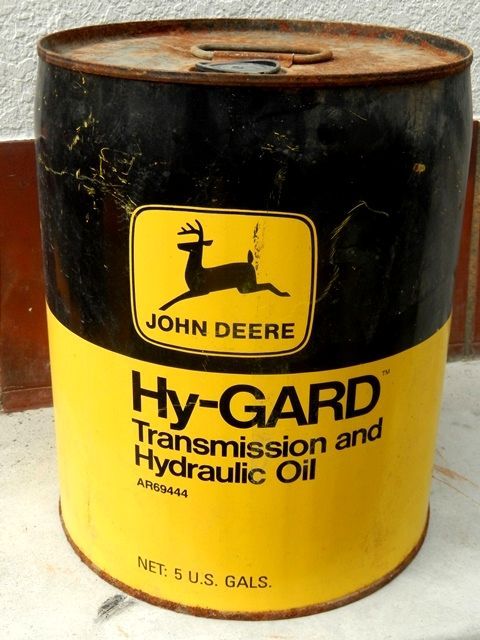 JOHN DEERE
Hy-GARD™
Transmission and
Hydraulic Oil
AR69444
NET: 5 U.S. GALS.